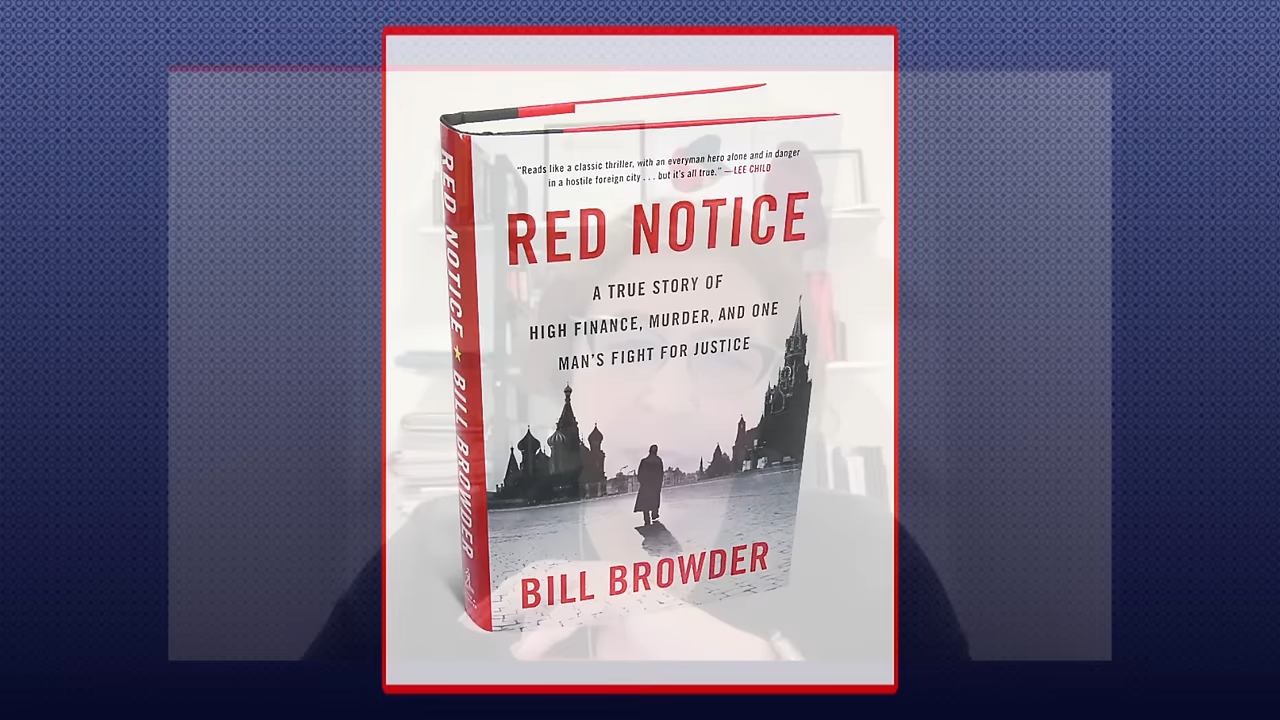 "Reads like a classic thriller, with an everyman hero alone and in danger
in a hostile foreign city . . . but it's all true." —LEE CHILD
RED NOTICE
A TRUE STORY OF
HIGH FINANCE, MURDER, AND ONE
MAN'S FIGHT FOR JUSTICE
BILL BROWDER
RED NOTICE ★ BILL BROWDER